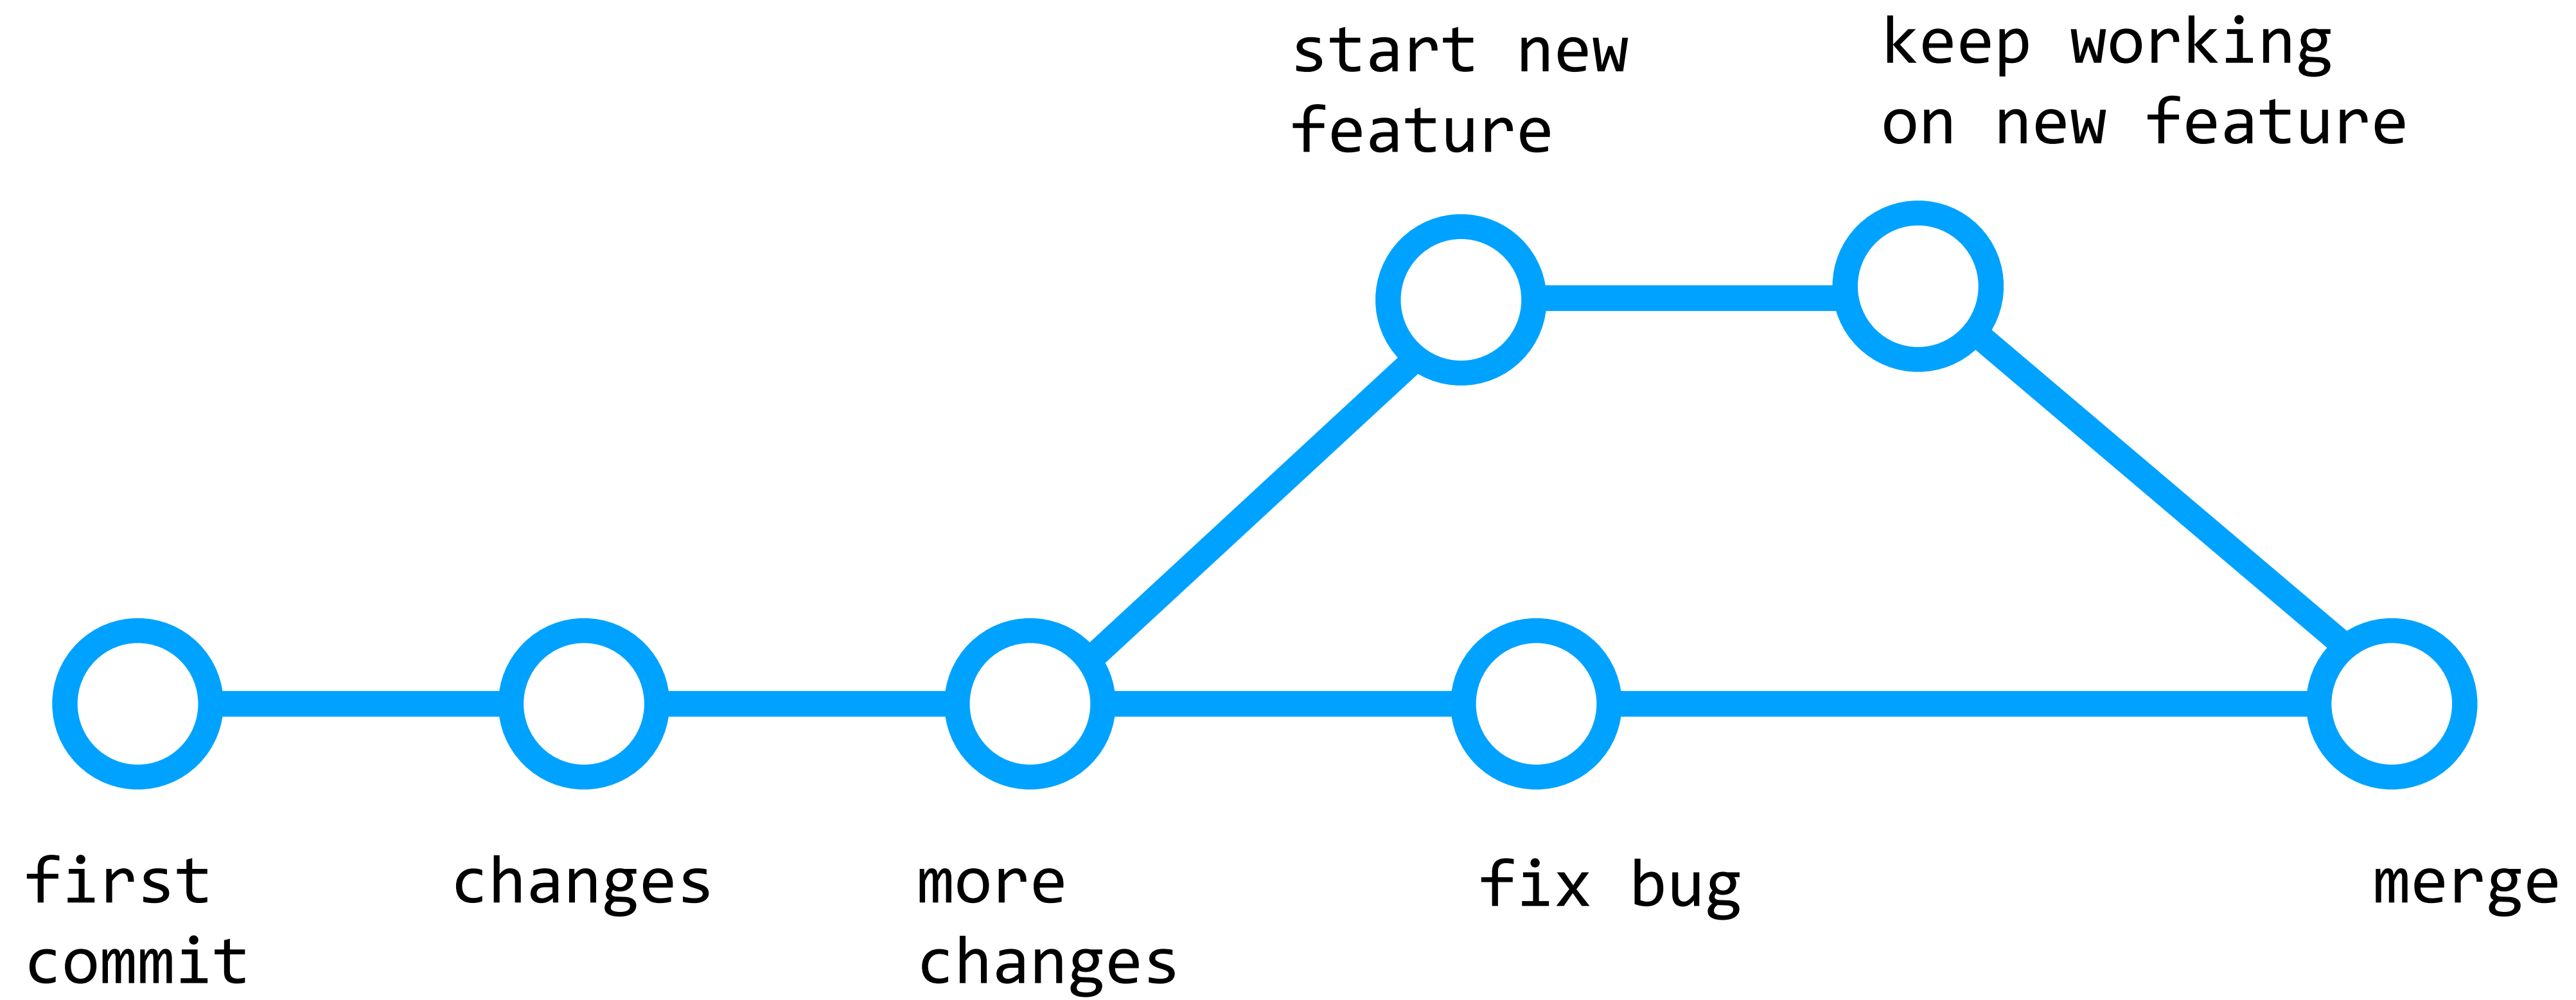 start new
feature
keep working
on new feature
first
commit
changes
more
changes
fix bug
merge